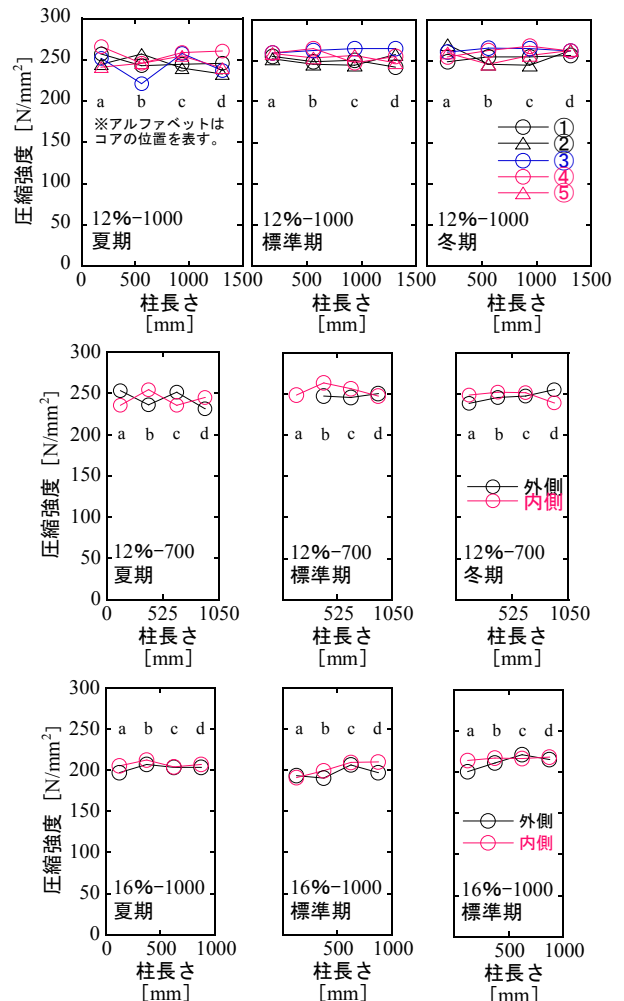 圧縮強度 [N/mm²]
300
250
200
150
100
50
0
a b c d
※アルファベットは
コアの位置を表す。
12%-1000
夏期
0 500 1000 1500
柱長さ
[mm]
a b c d
12%-1000
標準期
0 500 1000 1500
柱長さ
[mm]
a b c d
①
②
③
④
⑤
12%-1000
冬期
0 500 1000 1500
柱長さ
[mm]
圧縮強度 [N/mm²]
300
250
200
150
100
50
0
a b c d
12%-700
夏期
0 525 1050
柱長さ
[mm]
a b c d
12%-700
標準期
525 1050
柱長さ
[mm]
a b c d
外側
内側
12%-700
冬期
525 1050
柱長さ
[mm]
圧縮強度 [N/mm²]
300
250
200
150
100
50
0
a b c d
16%-1000
夏期
0 500 1000
柱長さ
[mm]
a b c d
16%-1000
標準期
500 1000
柱長さ
[mm]
a b c d
外側
内側
16%-1000
標準期
500 1000
柱長さ
[mm]